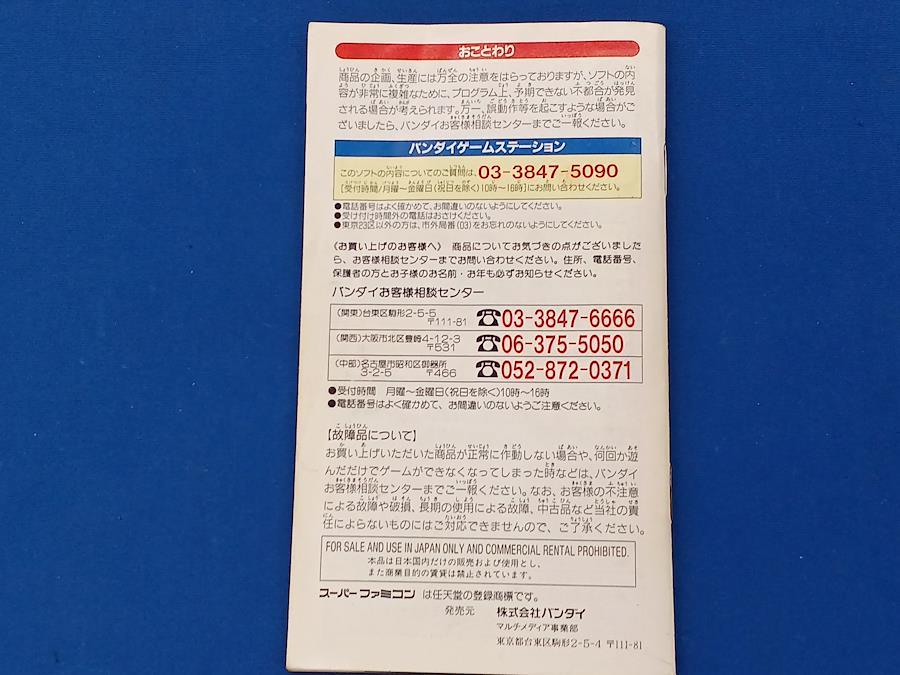 おことわり
商品の企画、生産には万全の注意をはらっておりますが、ソフトの内
容が非常に複雑なために、プログラム上、予期できない不都合が発見
される場合が考えられます。万一、誤動作等を起こすような場合がご
ざいましたら、バンダイお客様相談センターまでご一報ください。
バンダイゲームステーション
このソフトの内容についてのご質問は、03-3847-5090
[受付時間/月曜〜金曜日(祝日を除く)10時〜16時]にお問い合わせください。
●電話番号はよく確かめて、お間違いのないようにしてください。
●受け付け時間外の電話はおさけください。
●東京23区以外の方は、市外局番(03)をお忘れのないようにしてください。
《お買い上げのお客様へ》 商品についてお気づきの点がございました
ら、お客様相談センターまでお問い合わせください。住所、電話番号、
保護者の方とお子様のお名前・お年も必ずお知らせください。
バンダイお客様相談センター
(関東)台東区駒形2-5-5
〒111-81 ☎03-3847-6666
(関西)大阪市北区豊崎4-12-3
〒531 ☎06-375-5050
(中部)名古屋市昭和区御器所
3-2-5 〒466 ☎052-872-0371
●受付時間 月曜〜金曜日(祝日を除く)10時〜16時
●電話番号はよく確かめて、お間違いのないようご注意ください。
【故障品について】
お買い上げいただいた商品が正常に作動しない場合や、何回か遊
んだだけでゲームができなくなってしまった時などは、バンダイ
お客様相談センターまでご一報ください。なお、お客様の不注意
による故障や破損、長期の使用による故障、中古品など当社の責
任によらないものにはご対応できませんので、ご了承ください。
FOR SALE AND USE IN JAPAN ONLY AND COMMERCIAL RENTAL PROHIBITED.
本品は日本国内だけの販売および使用とし、
また商業目的の賃貸は禁止されています。
スーパーファミコン は任天堂の登録商標です。
発売元 株式会社バンダイ
マルチメディア事業部
東京都台東区駒形2-5-4 〒111-81